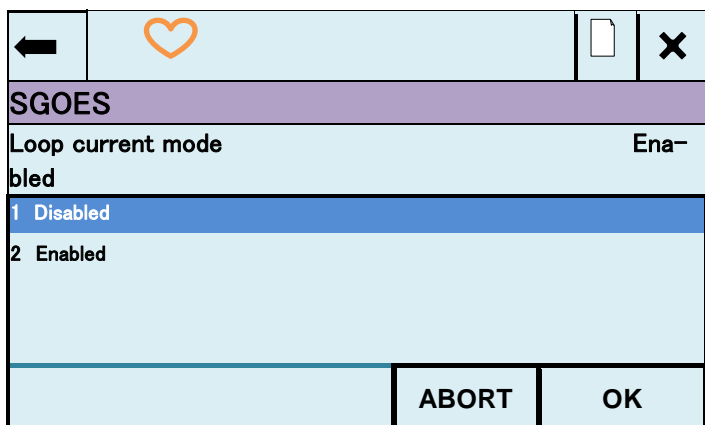 SGOES
Loop current mode Ena-
bled
1 Disabled
2 Enabled
ABORT OK